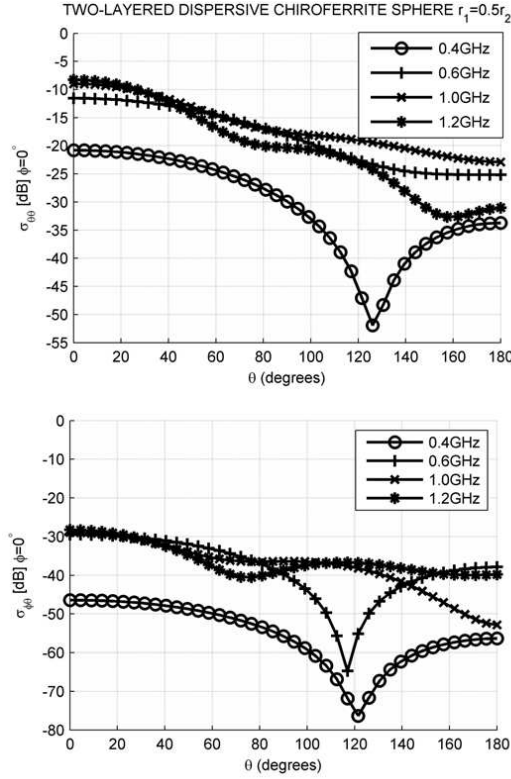 TWO-LAYERED DISPERSIVE CHIROFERRITE SPHERE r₁=0.5r₂
0
-5
-10
-15
-20
-25
-30
-35
-40
-45
-50
-55
σθθ [dB] ϕ=0°
0.4GHz
0.6GHz
1.0GHz
1.2GHz
0 20 40 60 80 100 120 140 160 180
θ (degrees)
0
-10
-20
-30
-40
-50
-60
-70
-80
σϕθ [dB] ϕ=0°
0.4GHz
0.6GHz
1.0GHz
1.2GHz
0 20 40 60 80 100 120 140 160 180
θ (degrees)